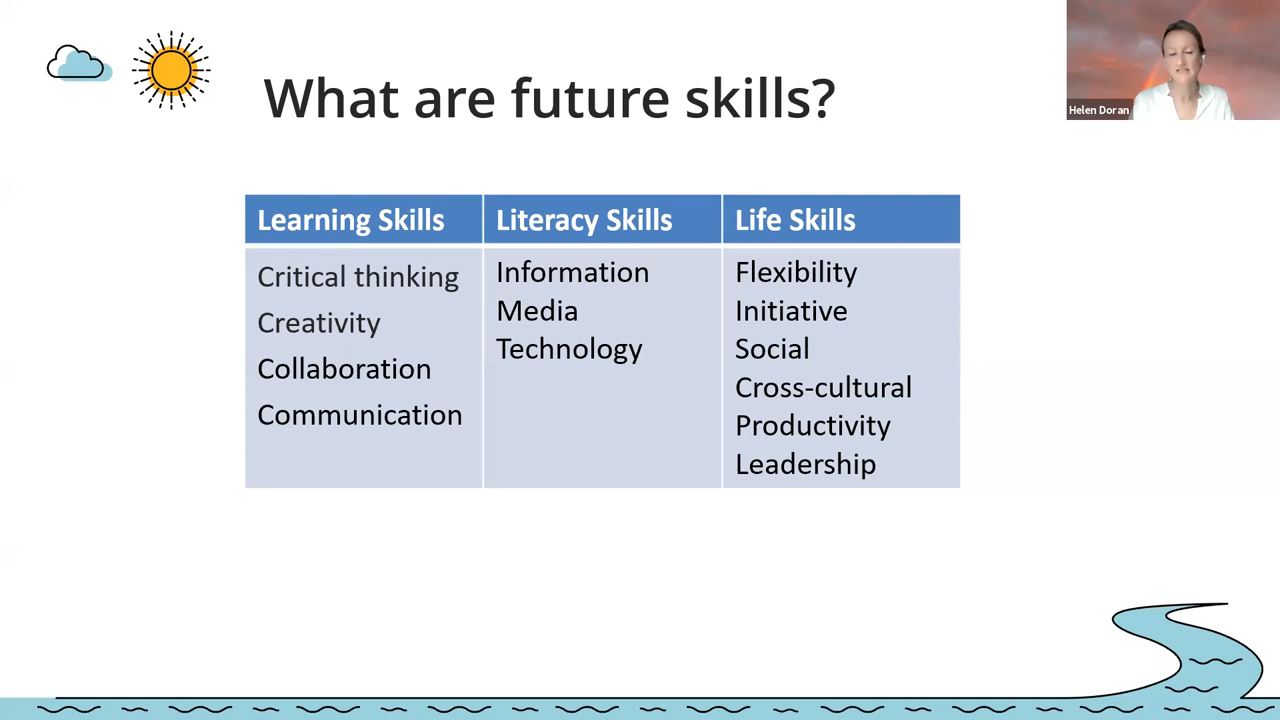 What are future skills?
Helen Doran
Learning Skills
Critical thinking
Creativity
Collaboration
Communication
Literacy Skills
Information
Media
Technology
Life Skills
Flexibility
Initiative
Social
Cross-cultural
Productivity
Leadership